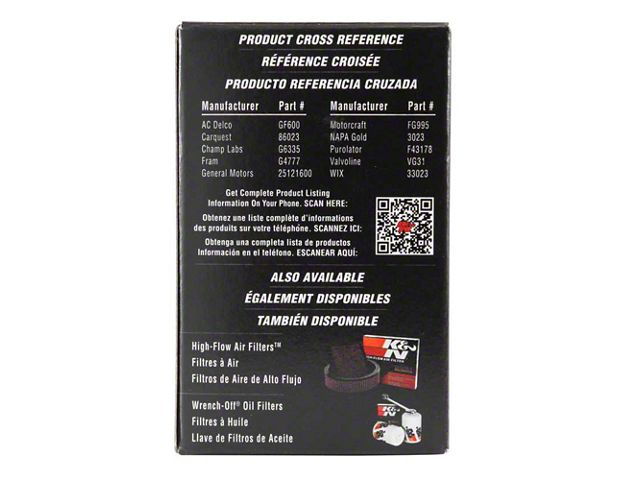 PRODUCT CROSS REFERENCE
RÉFÉRENCE CROISÉE
PRODUCTO REFERENCIA CRUZADA
Manufacturer Part # Manufacturer Part #
AC Delco GF600 Motorcraft FG995
Carquest 86023 NAPA Gold 3023
Champ Labs G6335 Purolator F43178
Fram G4777 Valvoline VG31
General Motors 25121600 WIX 33023
Get Complete Product Listing
Information On Your Phone. SCAN HERE:
Obtenez une liste complète d'informations
des produits sur votre téléphone. SCANNEZ ICI:
Obtenga una completa lista de productos
Información en el teléfono. ESCANEAR AQUÍ:
ALSO AVAILABLE
ÉGALEMENT DISPONIBLES
TAMBIÉN DISPONIBLE
High-Flow Air Filters™
Filtres à Air
Filtros de Aire de Alto Flujo
K&N
Wrench-Off® Oil Filters
Filtres à Huile
Llave de Filtros de Aceite
K&N